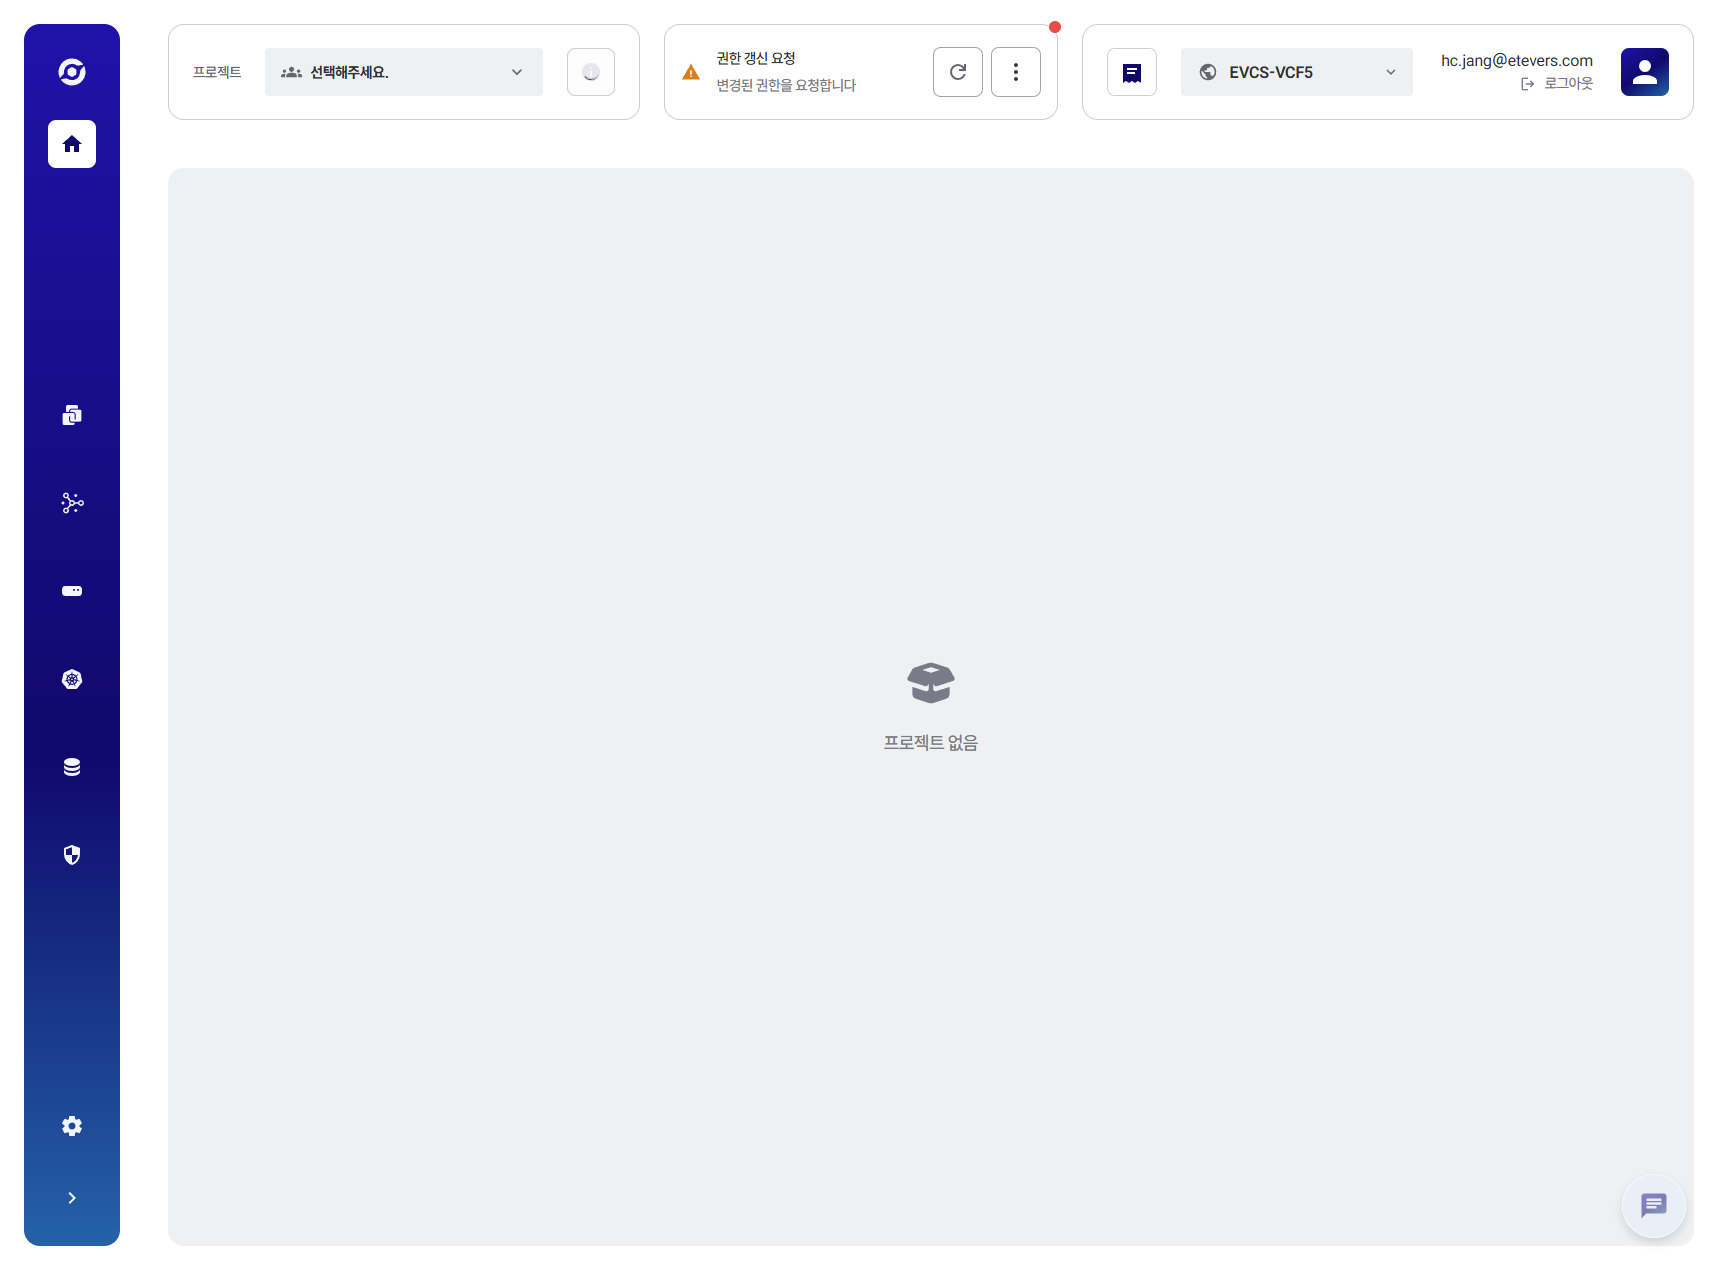 프로젝트
선택해주세요.
권한 갱신 요청
변경된 권한을 요청합니다
EVCS-VCF5
hc.jang@etevers.com
로그아웃
프로젝트 없음